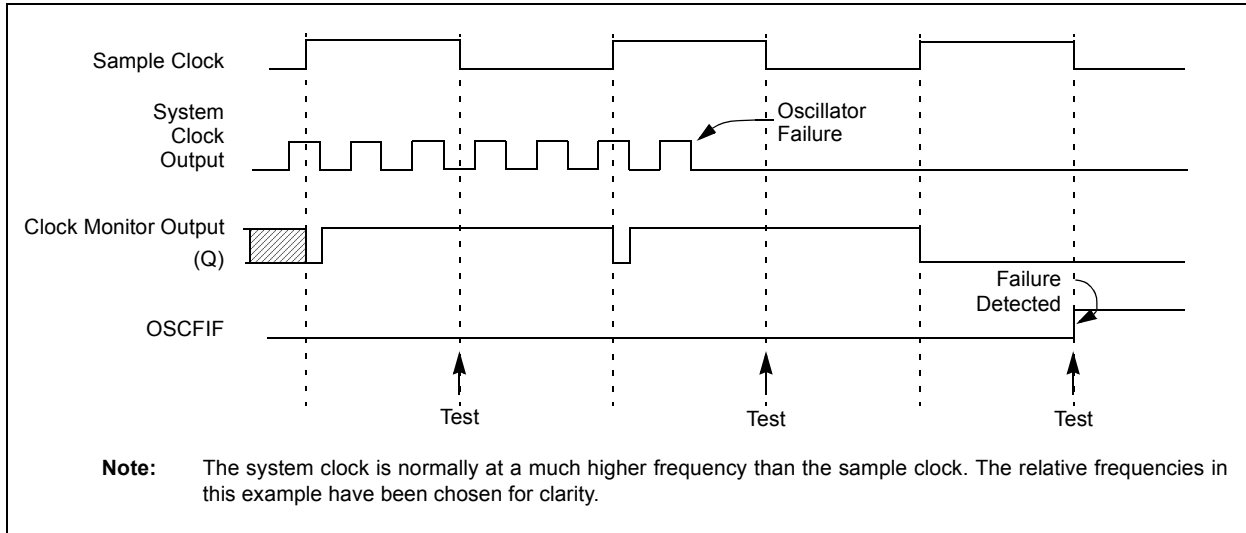 Sample Clock
System
Clock
Output
Oscillator
Failure
Clock Monitor Output
(Q)
Failure
Detected
OSCFIF
Test
Test
Test
Note: The system clock is normally at a much higher frequency than the sample clock. The relative frequencies in
this example have been chosen for clarity.